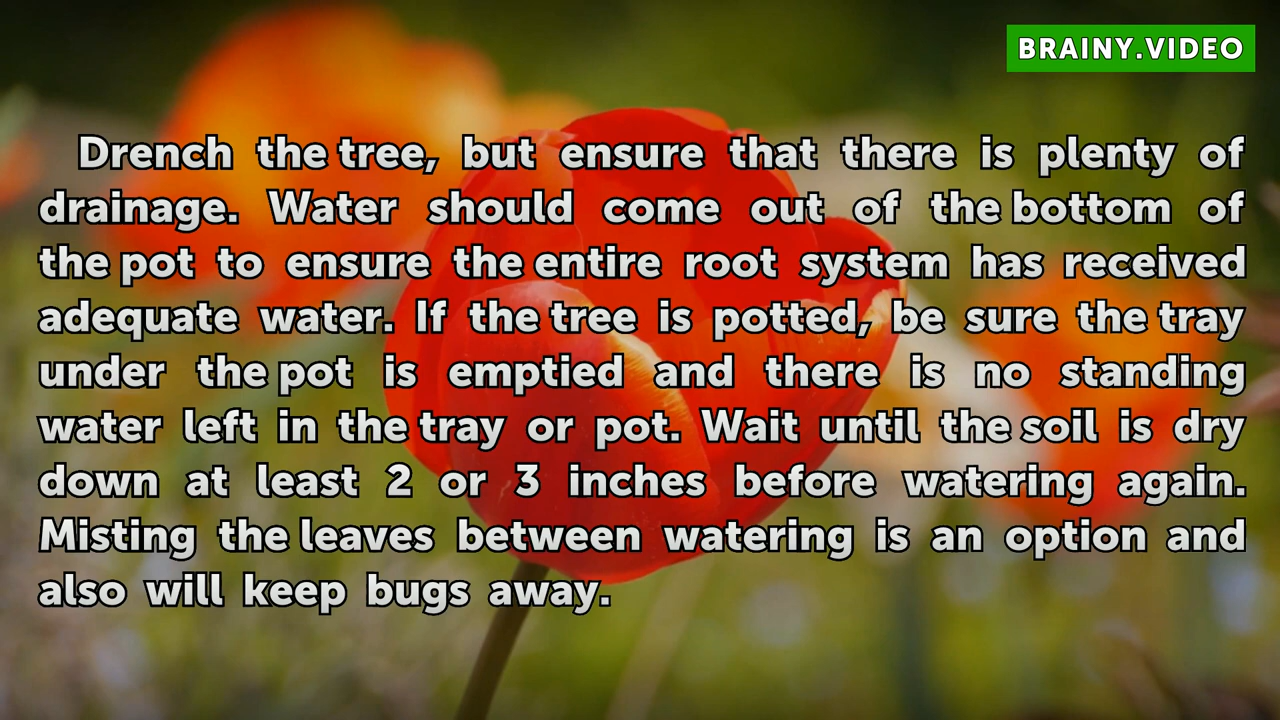 BRAINY.VIDEO
Drench the tree, but ensure that there is plenty of
drainage. Water should come out of the bottom of
the pot to ensure the entire root system has received
adequate water. If the tree is potted, be sure the tray
under the pot is emptied and there is no standing
water left in the tray or pot. Wait until the soil is dry
down at least 2 or 3 inches before watering again.
Misting the leaves between watering is an option and
also will keep bugs away.